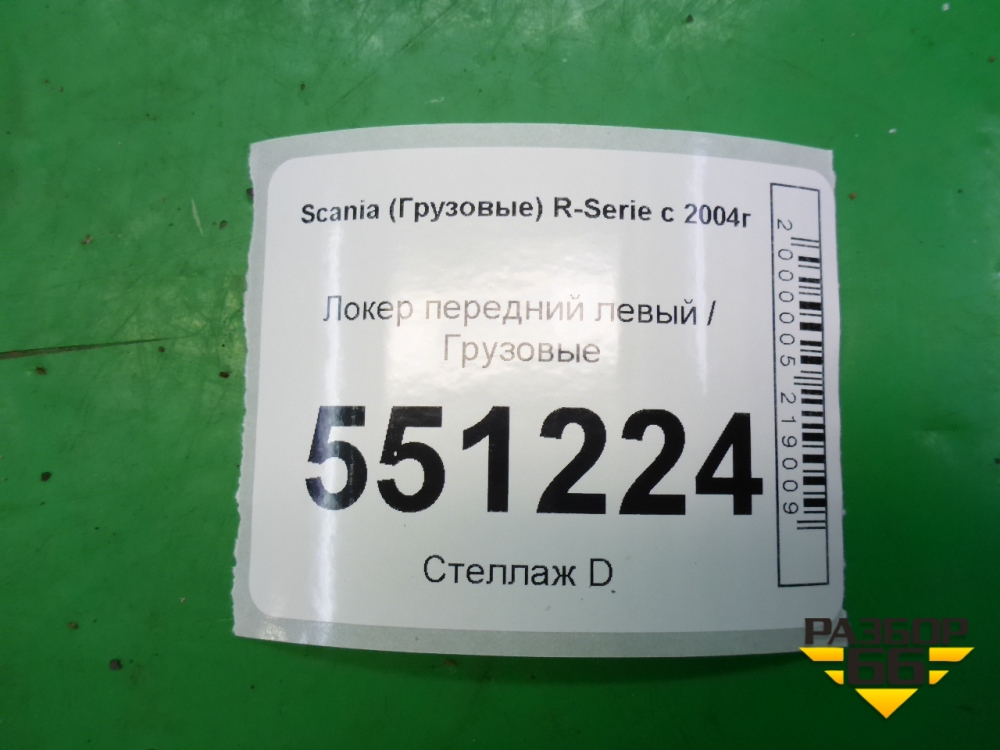 Scania (Грузовые) R-Serie с 2004г
Локер передний левый /
Грузовые
551224
Стеллаж D
2000005219009
РАЗБОР
66